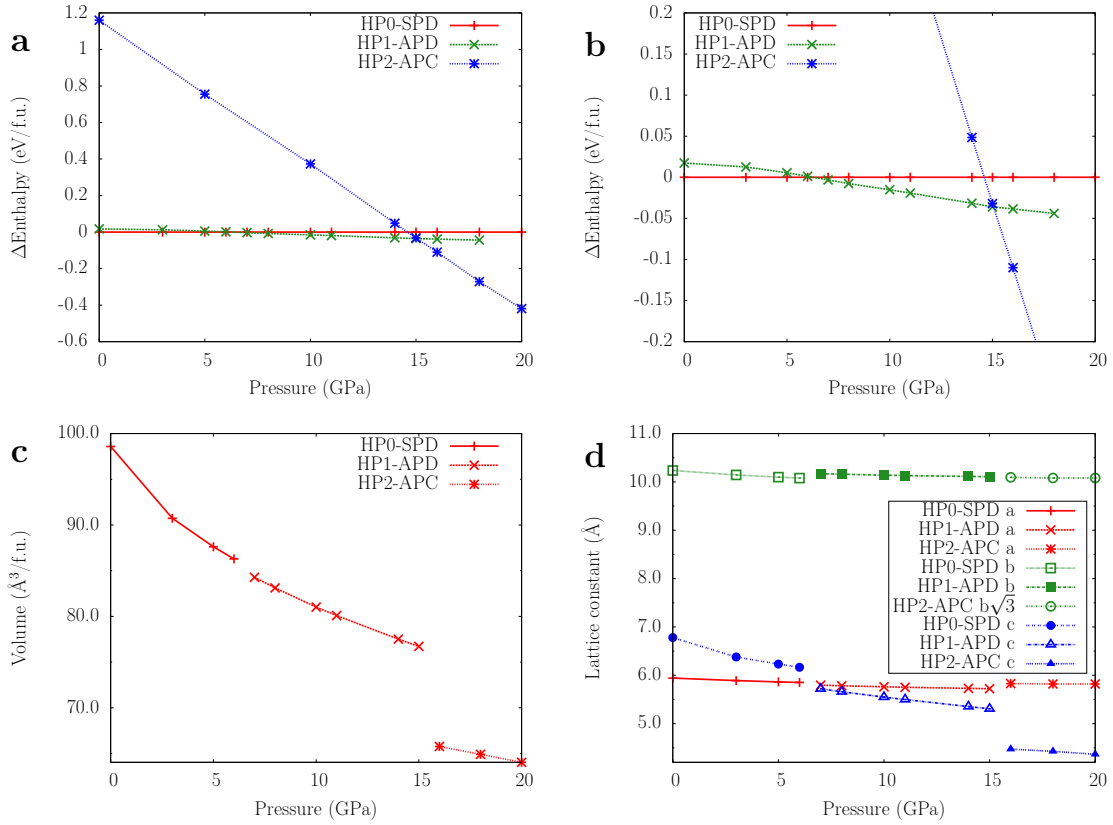 a
HP0-SPD
HP1-APD
HP2-APC
1.2
1
0.8
0.6
0.4
0.2
0
-0.2
-0.4
-0.6
0
5
10
15
20
ΔEnthalpy (eV/f.u.)
Pressure (GPa)
b
HP0-SPD
HP1-APD
HP2-APC
0.2
0.15
0.1
0.05
0
-0.05
-0.1
-0.15
-0.2
0
5
10
15
20
ΔEnthalpy (eV/f.u.)
Pressure (GPa)
c
HP0-SPD
HP1-APD
HP2-APC
100.0
90.0
80.0
70.0
0
5
10
15
20
Volume (Å³/f.u.)
Pressure (GPa)
d
11.0
10.0
9.0
8.0
7.0
6.0
5.0
HP0-SPD a
HP1-APD a
HP2-APC a
HP0-SPD b
HP1-APD b
HP2-APC b√3
HP0-SPD c
HP1-APD c
HP2-APC c
0
5
10
15
20
Lattice constant (Å)
Pressure (GPa)